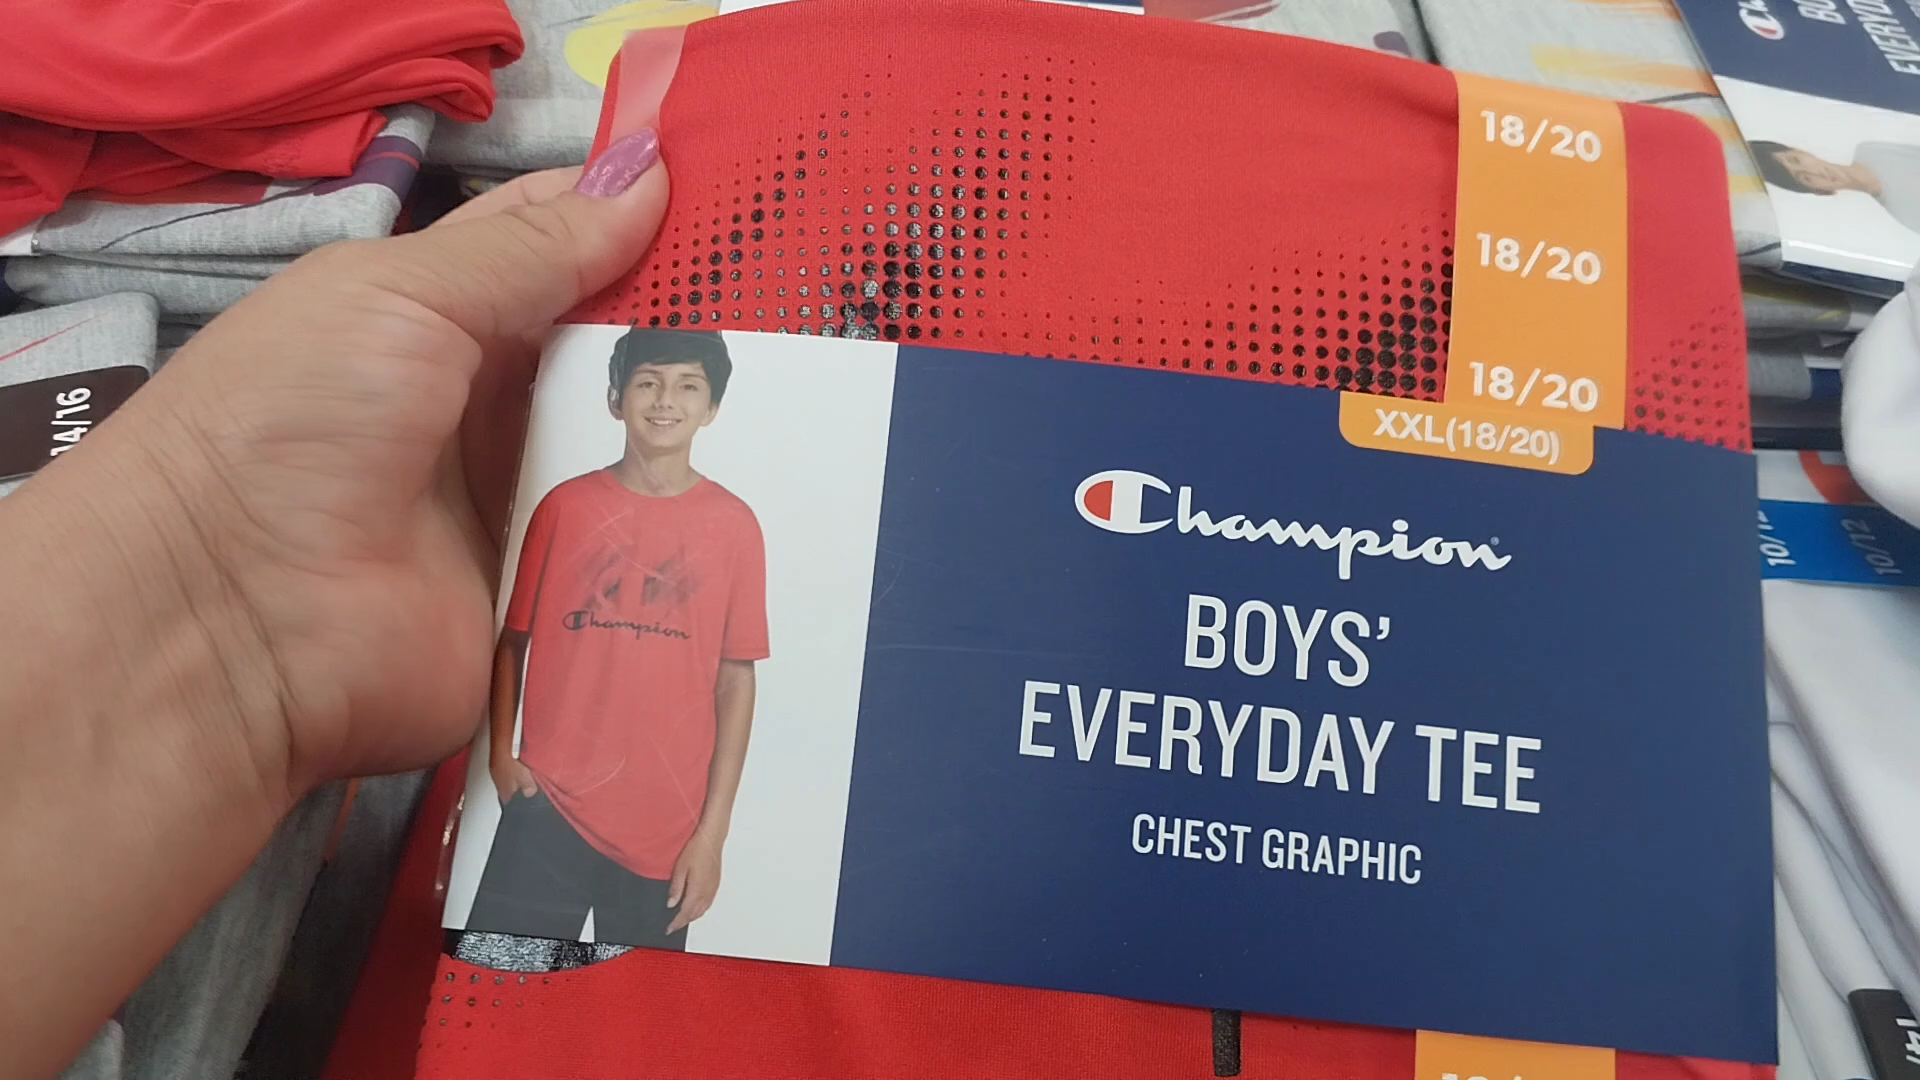 18/20
18/20
18/20
XXL(18/20)
Champion
BOYS'
EVERYDAY TEE
CHEST GRAPHIC
Champion
14/16
10/12
10/12